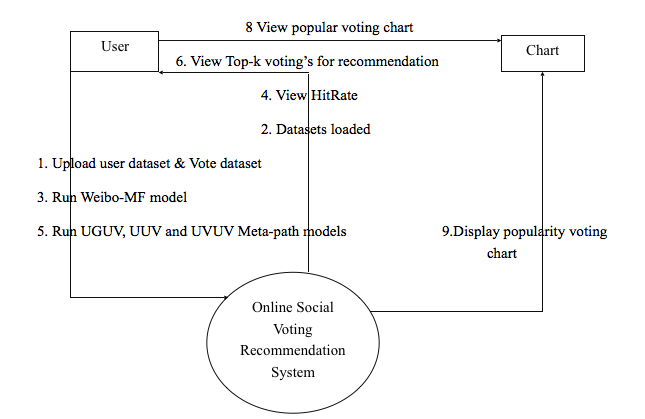 8 View popular voting chart
User
Chart
6. View Top-k voting’s for recommendation
4. View HitRate
2. Datasets loaded
1. Upload user dataset & Vote dataset
3. Run Weibo-MF model
5. Run UGUV, UUV and UVUV Meta-path models
9.Display popularity voting
chart
Online Social
Voting
Recommendation
System